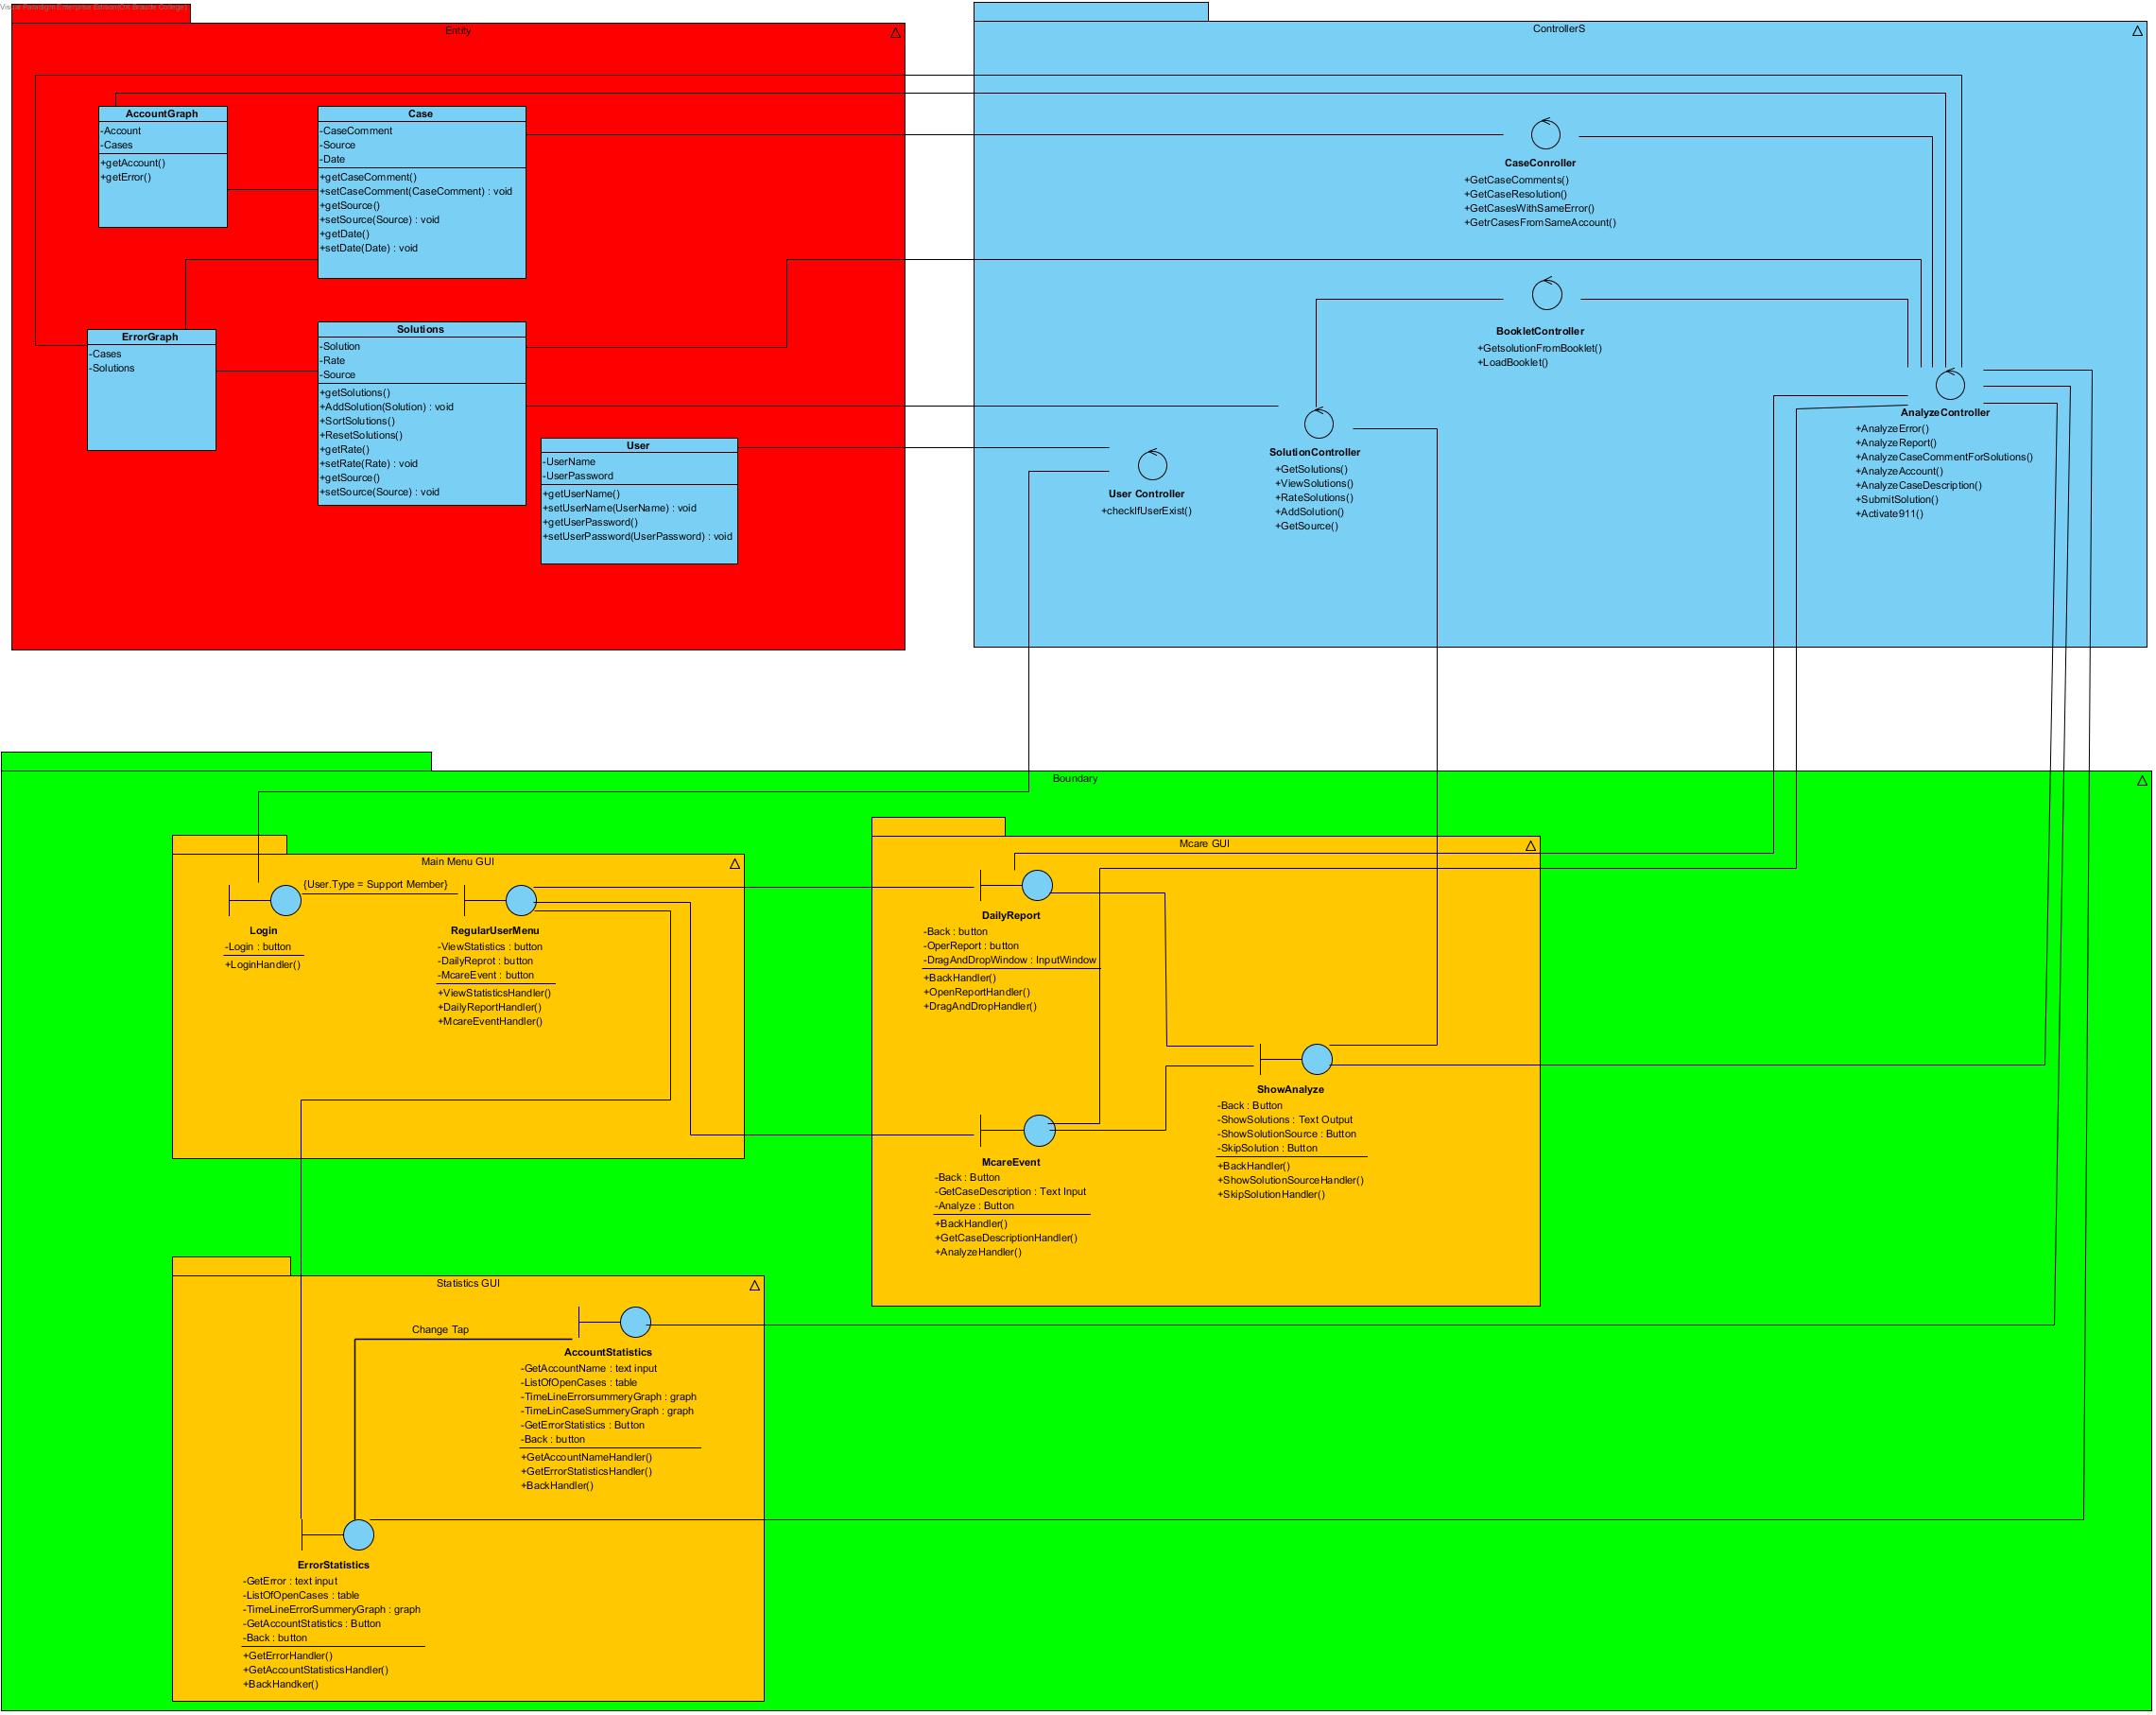 Visual Paradigm Enterprise Edition(Ort Braude College)
Entity
AccountGraph
-Account
-Cases
+getAccount()
+getError()
Case
-CaseComment
-Source
-Date
+getCaseComment()
+setCaseComment(CaseComment) : void
+getSource()
+setSource(Source) : void
+getDate()
+setDate(Date) : void
ErrorGraph
-Cases
-Solutions
Solutions
-Solution
-Rate
-Source
+getSolutions()
+AddSolution(Solution) : void
+SortSolutions()
+ResetSolutions()
+getRate()
+setRate(Rate) : void
+getSource()
+setSource(Source) : void
User
-UserName
-UserPassword
+getUserName()
+setUserName(UserName) : void
+getUserPassword()
+setUserPassword(UserPassword) : void
ControllerS
CaseConroller
+GetCaseComments()
+GetCaseResolution()
+GetCasesWithSameError()
+GetrCasesFromSameAccount()
BookletController
+GetsolutionFromBooklet()
+LoadBooklet()
User Controller
+checkIfUserExist()
SolutionController
+GetSolutions()
+ViewSolutions()
+RateSolutions()
+AddSolution()
+GetSource()
AnalyzeController
+AnalyzeError()
+AnalyzeReport()
+AnalyzeCaseCommentForSolutions()
+AnalyzeAccount()
+AnalyzeCaseDescription()
+SubmitSolution()
+Activate911()
Boundary
Main Menu GUI
{User.Type = Support Member}
Login
-Login : button
+LoginHandler()
RegularUserMenu
-ViewStatistics : button
-DailyReprot : button
-McareEvent : button
+ViewStatisticsHandler()
+DailyReportHandler()
+McareEventHandler()
Mcare GUI
DailyReport
-Back : button
-OperReport : button
-DragAndDropWindow : InputWindow
+BackHandler()
+OpenReportHandler()
+DragAndDropHandler()
ShowAnalyze
-Back : Button
-ShowSolutions : Text Output
-ShowSolutionSource : Button
-SkipSolution : Button
+BackHandler()
+ShowSolutionSourceHandler()
+SkipSolutionHandler()
McareEvent
-Back : Button
-GetCaseDescription : Text Input
-Analyze : Button
+BackHandler()
+GetCaseDescriptionHandler()
+AnalyzeHandler()
Statistics GUI
Change Tap
AccountStatistics
-GetAccountName : text input
-ListOfOpenCases : table
-TimeLineErrorsummeryGraph : graph
-TimeLinCaseSummeryGraph : graph
-GetErrorStatistics : Button
-Back : button
+GetAccountNameHandler()
+GetErrorStatisticsHandler()
+BackHandler()
ErrorStatistics
-GetError : text input
-ListOfOpenCases : table
-TimeLineErrorSummeryGraph : graph
-GetAccountStatistics : Button
-Back : button
+GetErrorHandler()
+GetAccountStatisticsHandler()
+BackHandker()